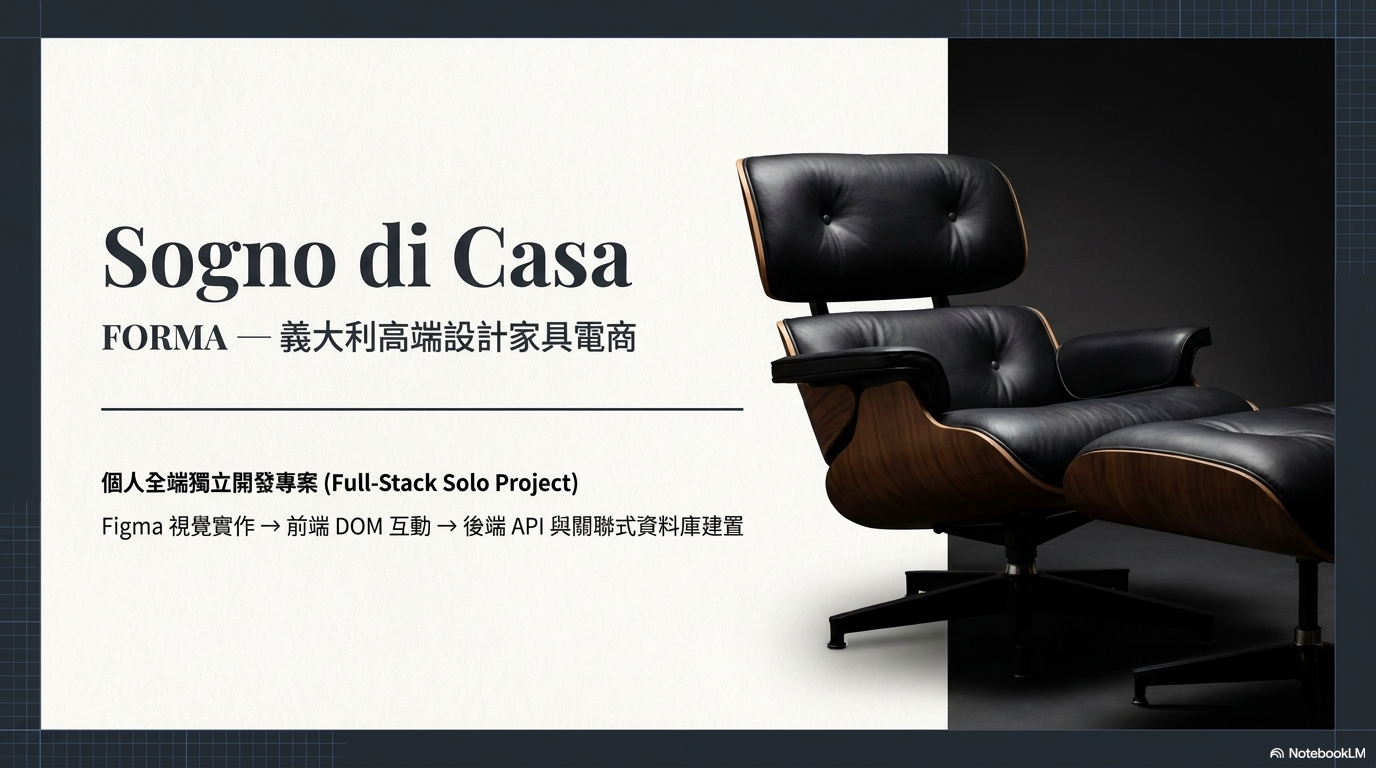 Sogno di Casa
FORMA — 義大利高端設計家具電商
個人全端獨立開發專案 (Full-Stack Solo Project)
Figma 視覺實作 → 前端 DOM 互動 → 後端 API 與關聯式資料庫建置
NotebookLM